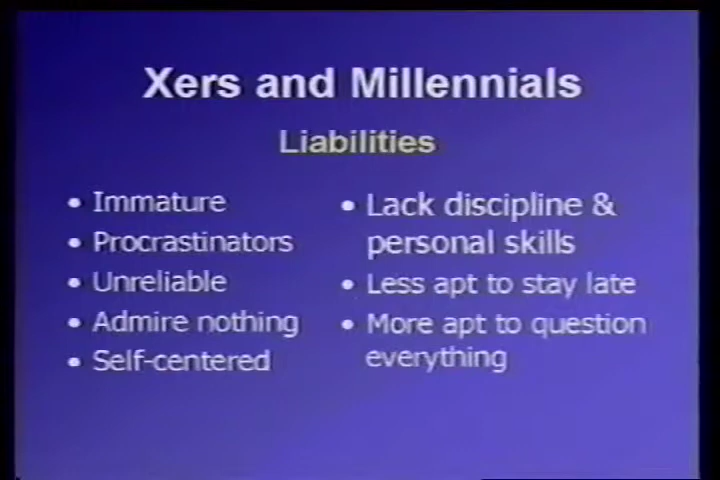 Xers and Millennials
Liabilities
• Immature
• Procrastinators
• Unreliable
• Admire nothing
• Self-centered
• Lack discipline &
personal skills
• Less apt to stay late
• More apt to question
everything